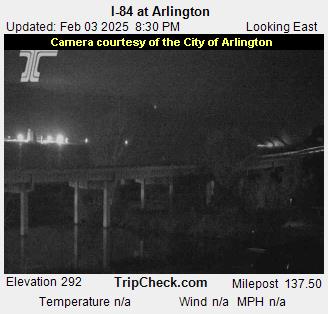 I-84 at Arlington
Updated: Feb 03 2025 8:30 PM Looking East
Camera courtesy of the City of Arlington
Elevation 292 TripCheck.com Milepost 137.50
Temperature n/a Wind n/a MPH n/a